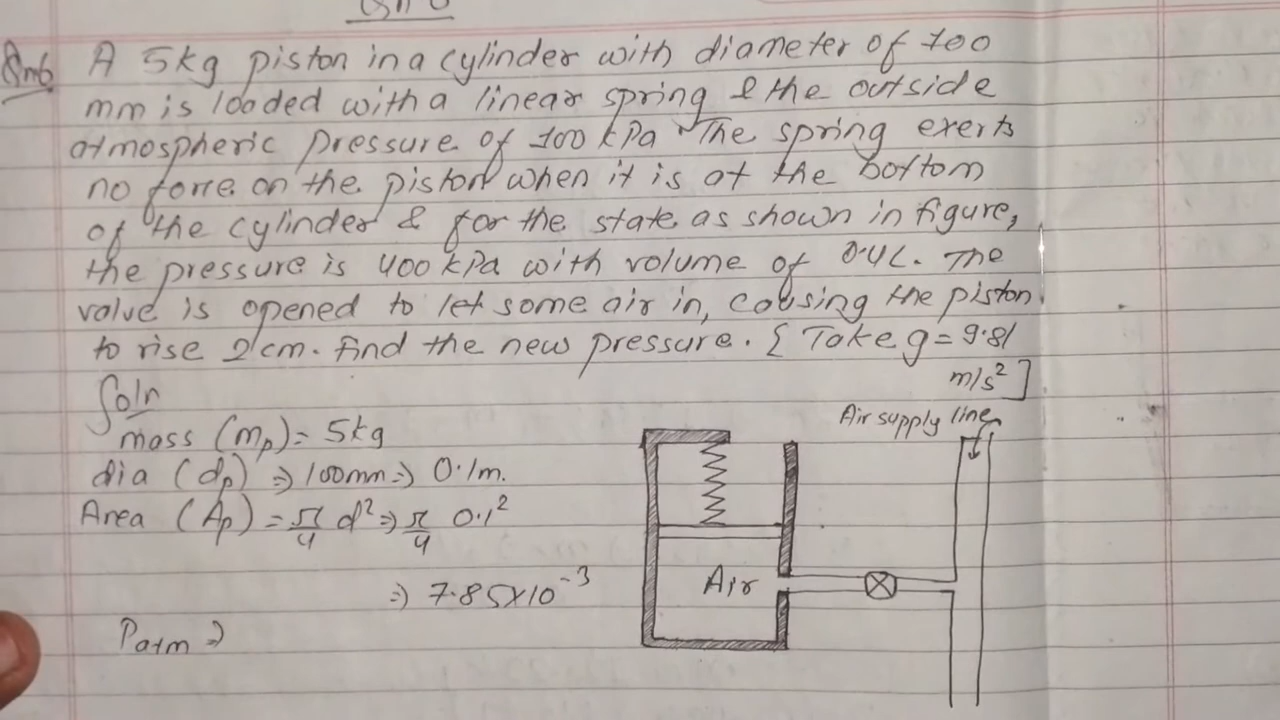 Qn6 A 5kg piston in a cylinder with diameter of 100
mm is loaded with a linear spring & the outside
atmospheric pressure of 100 kPa The spring exerts
no force on the piston when it is at the bottom
of the cylinder & for the state as shown in figure,
the pressure is 400 kPa with volume of 0.4L. The
valve is opened to let some air in, causing the piston
to rise 2 cm. Find the new pressure. [ Take g = 9.81
m/s² ]
Soln
mass (mp) = 5kg
dia (dp) ⇒ 100mm ⇒ 0.1m.
Area (Ap) = π/4 d² ⇒ π/4 0.1²
⇒ 7.85×10⁻³
Patm ⇒
Air supply line
Air